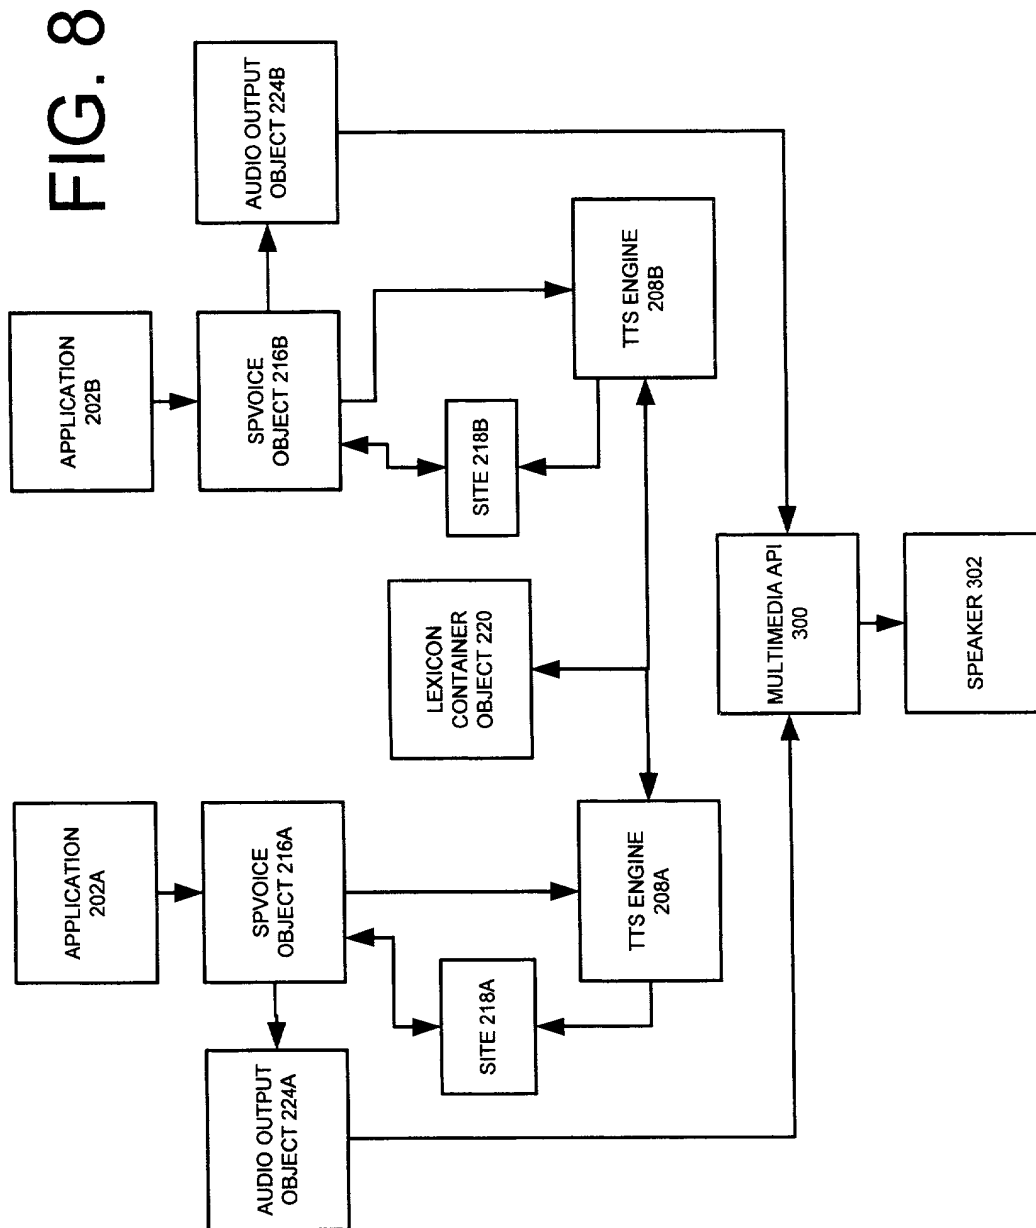 FIG. 8
APPLICATION
202A
APPLICATION
202B
SPVOICE
OBJECT 216A
SPVOICE
OBJECT 216B
AUDIO OUTPUT
OBJECT 224A
AUDIO OUTPUT
OBJECT 224B
SITE 218A
LEXICON
CONTAINER
OBJECT 220
SITE 218B
TTS ENGINE
208A
TTS ENGINE
208B
MULTIMEDIA API
300
SPEAKER 302